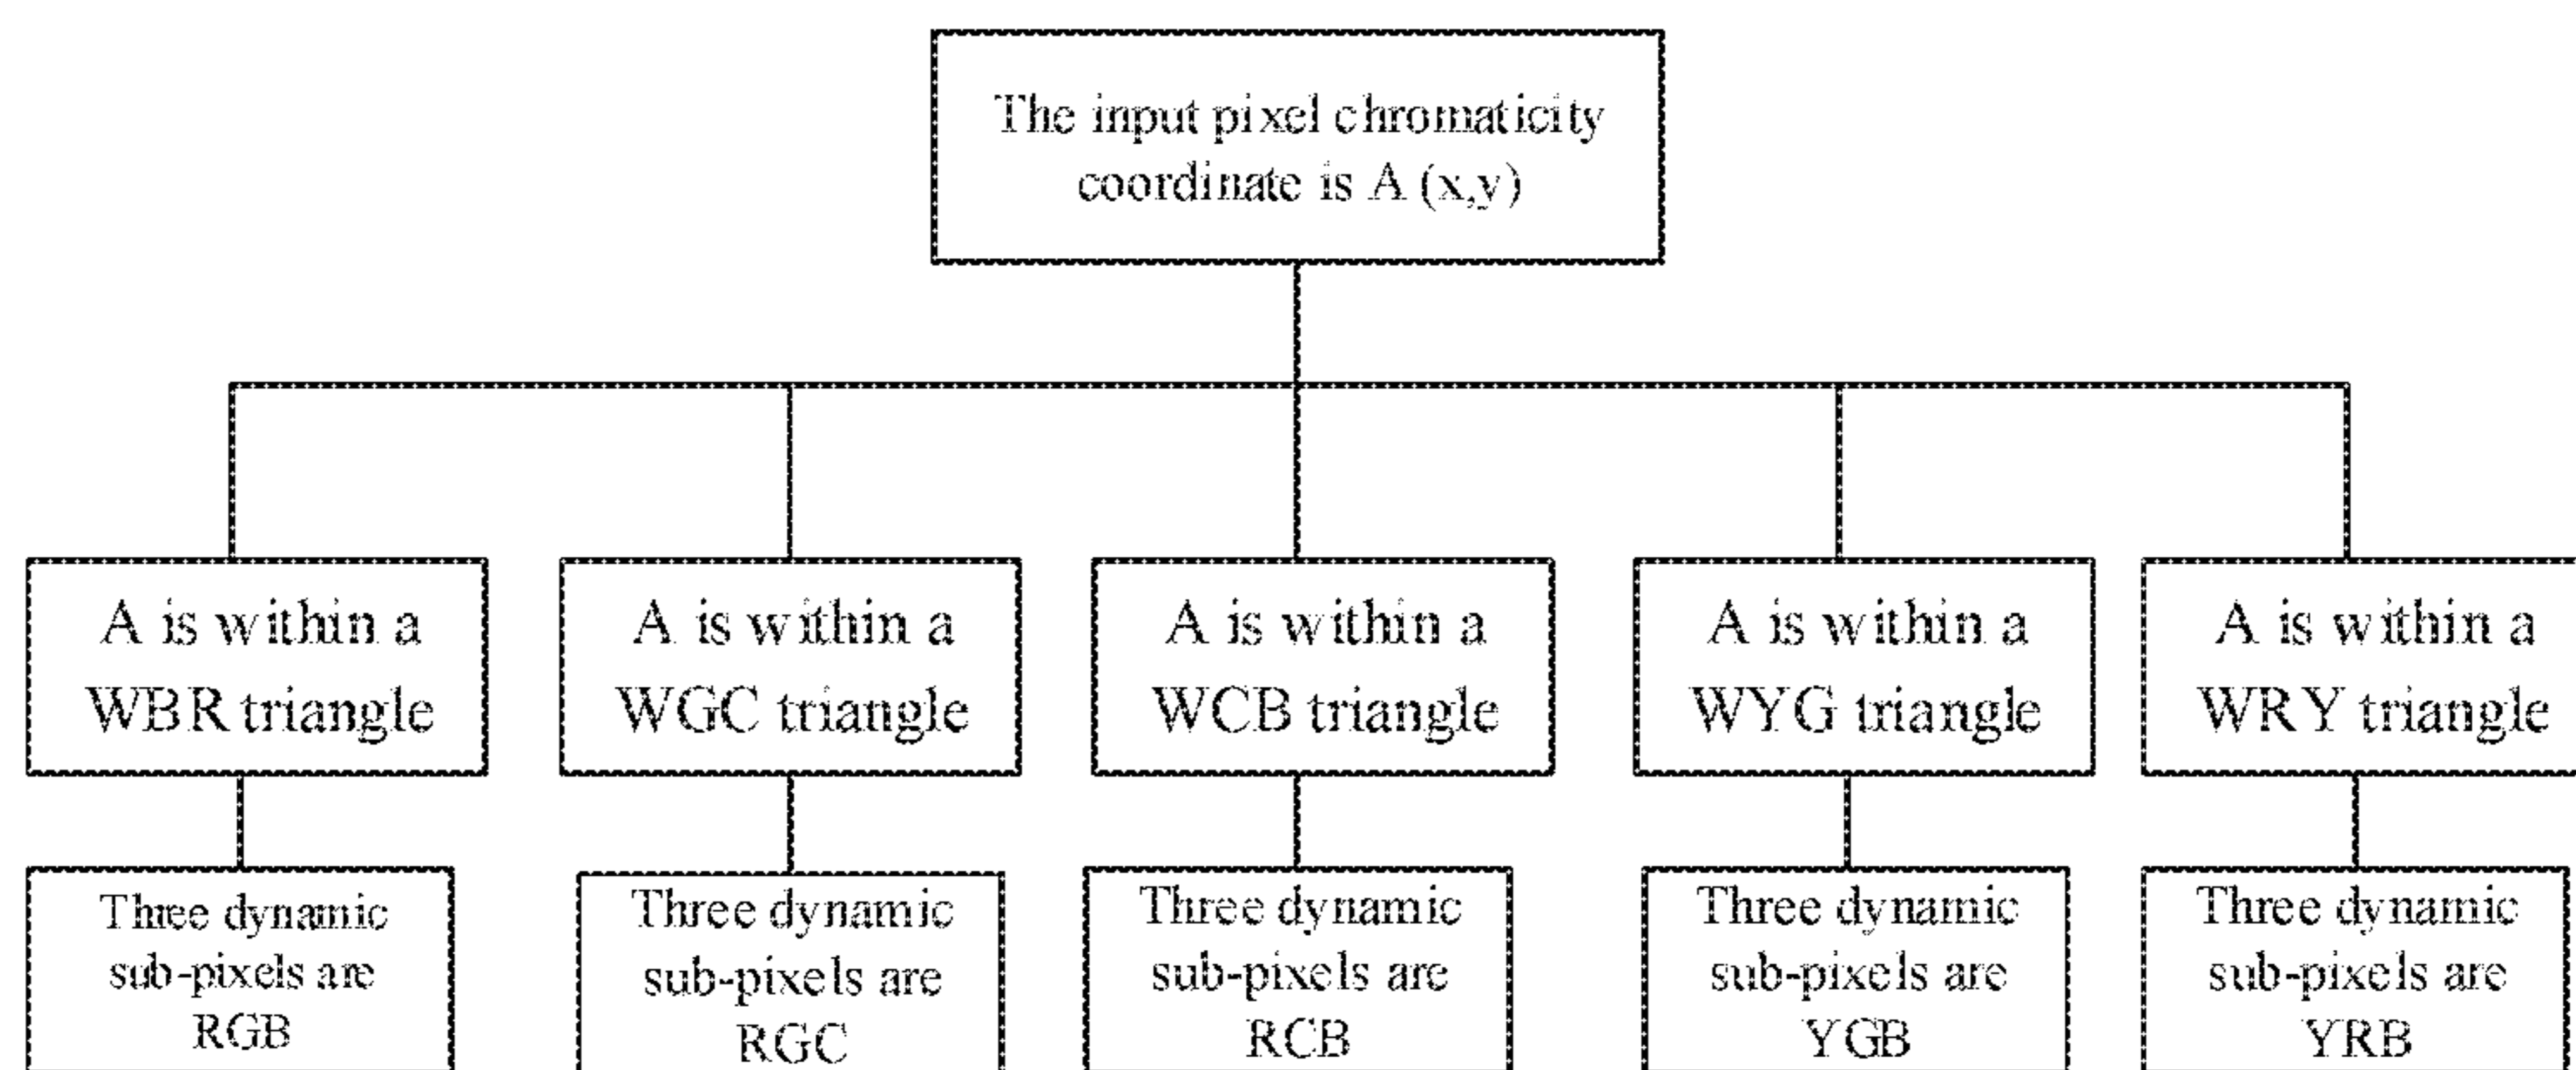 The input pixel chromaticity
coordinate is A (x,y)
A is within a
WBR triangle
A is within a
WGC triangle
A is within a
WCB triangle
A is within a
WYG triangle
A is within a
WRY triangle
Three dynamic
sub-pixels are
RGB
Three dynamic
sub-pixels are
RGC
Three dynamic
sub-pixels are
RCB
Three dynamic
sub-pixels are
YGB
Three dynamic
sub-pixels are
YRB